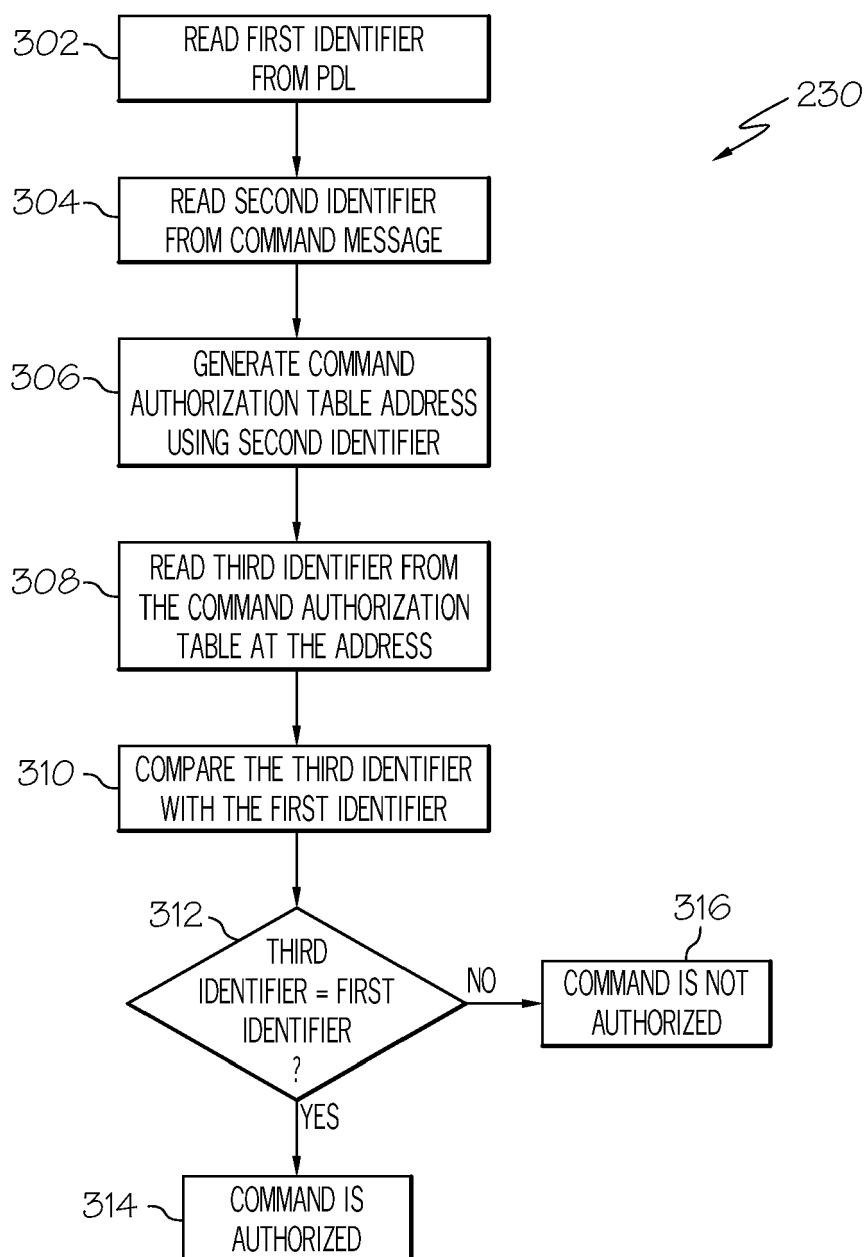 302
READ FIRST IDENTIFIER
FROM PDL
230
304
READ SECOND IDENTIFIER
FROM COMMAND MESSAGE
306
GENERATE COMMAND
AUTHORIZATION TABLE ADDRESS
USING SECOND IDENTIFIER
308
READ THIRD IDENTIFIER FROM
THE COMMAND AUTHORIZATION
TABLE AT THE ADDRESS
310
COMPARE THE THIRD IDENTIFIER
WITH THE FIRST IDENTIFIER
312
THIRD
IDENTIFIER = FIRST
IDENTIFIER
?
NO
316
COMMAND IS NOT
AUTHORIZED
YES
314
COMMAND IS
AUTHORIZED